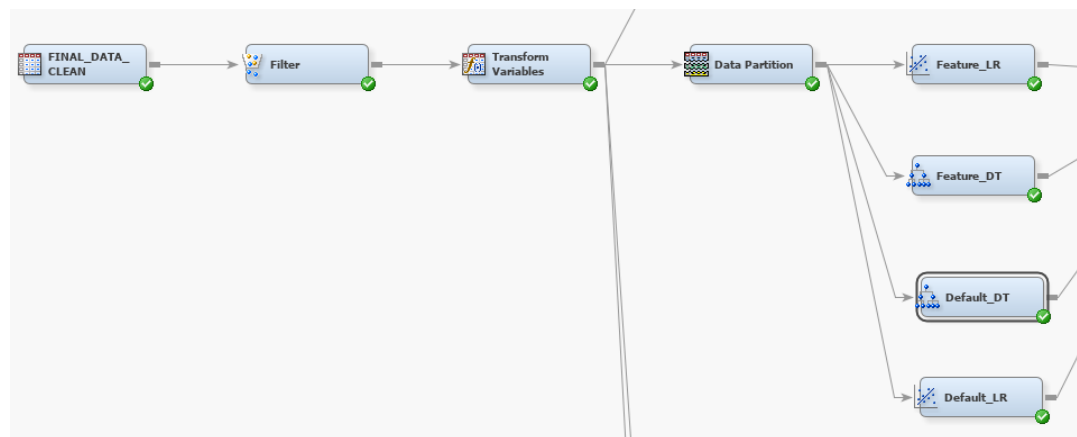 FINAL_DATA_
CLEAN
Filter
Transform
Variables
Data Partition
Feature_LR
Feature_DT
Default_DT
Default_LR